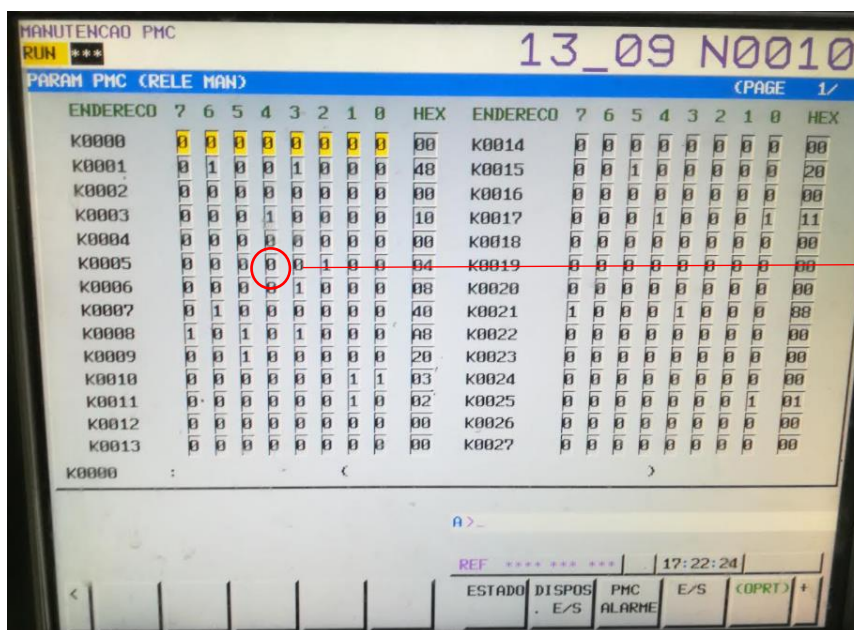 MANUTENCAO PMC
RUN ***
13_09 N0010
PARAM PMC (RELE MAN)
(PAGE 1/
ENDERECO 7 6 5 4 3 2 1 0 HEX ENDERECO 7 6 5 4 3 2 1 0 HEX
K0000 0 0 0 0 0 0 0 0 00 K0014 0 0 0 0 0 0 0 0 00
K0001 0 1 0 0 1 0 0 0 48 K0015 0 0 1 0 0 0 0 0 20
K0002 0 0 0 0 0 0 0 0 00 K0016 0 0 0 0 0 0 0 0 00
K0003 0 0 0 1 0 0 0 0 10 K0017 0 0 0 1 0 0 0 1 11
K0004 0 0 0 0 0 0 0 0 00 K0018 0 0 0 0 0 0 0 0 00
K0005 0 0 0 0 0 1 0 0 04 K0019 0 0 0 0 0 0 0 0 00
K0006 0 0 0 0 1 0 0 0 08 K0020 0 0 0 0 0 0 0 0 00
K0007 0 1 0 0 0 0 0 0 40 K0021 1 0 0 0 1 0 0 0 88
K0008 1 0 1 0 1 0 0 0 A8 K0022 0 0 0 0 0 0 0 0 00
K0009 0 0 1 0 0 0 0 0 20 K0023 0 0 0 0 0 0 0 0 00
K0010 0 0 0 0 0 0 1 1 03 K0024 0 0 0 0 0 0 0 0 00
K0011 0 0 0 0 0 0 1 0 02 K0025 0 0 0 0 0 0 0 1 01
K0012 0 0 0 0 0 0 0 0 00 K0026 0 0 0 0 0 0 0 0 00
K0013 0 0 0 0 0 0 0 0 00 K0027 0 0 0 0 0 0 0 0 00
K0000 : ( )
A>_
REF **** *** *** 17:22:24
< ESTADO DISPOS PMC E/S (OPRT) +
. E/S ALARME